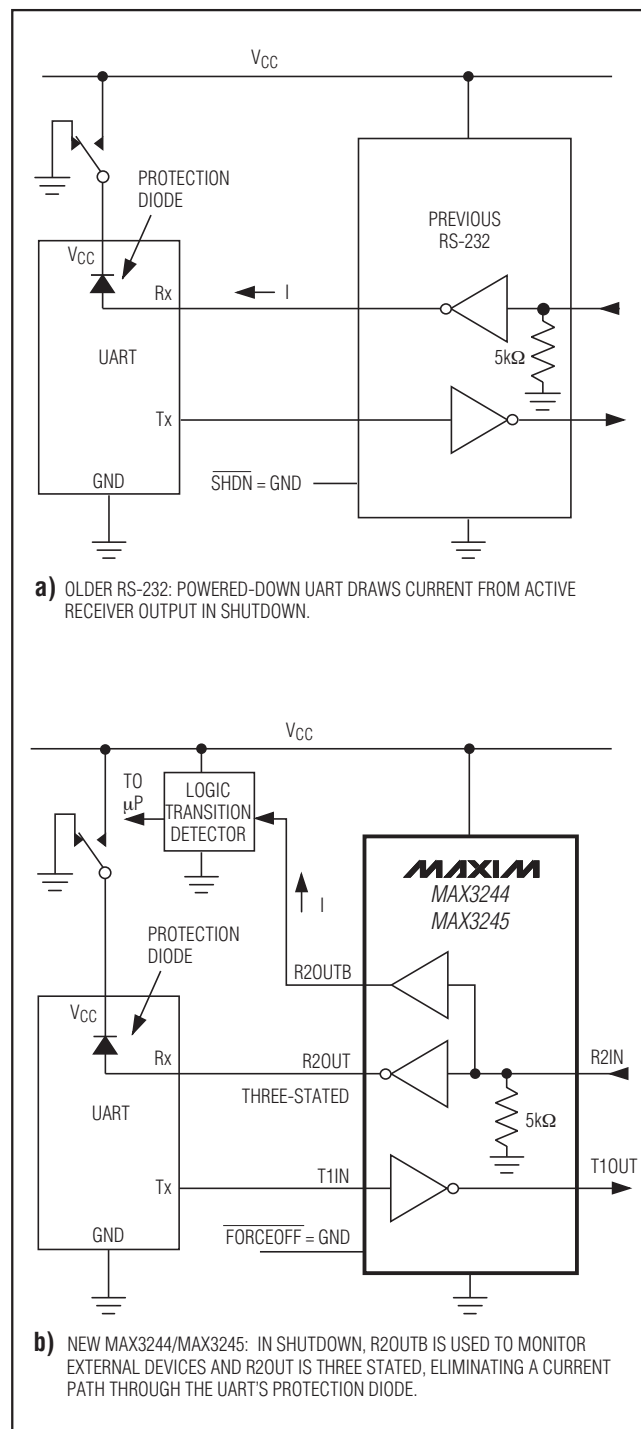 VCC
PROTECTION
DIODE
PREVIOUS
RS-232
VCC
Rx
I
UART
5kΩ
Tx
GND
SHDN = GND
a) OLDER RS-232: POWERED-DOWN UART DRAWS CURRENT FROM ACTIVE
RECEIVER OUTPUT IN SHUTDOWN.
VCC
TO
μP
LOGIC
TRANSITION
DETECTOR
MAXIM
MAX3244
MAX3245
I
PROTECTION
DIODE
R2OUTB
VCC
Rx
R2OUT
R2IN
THREE-STATED
UART
5kΩ
T1IN
T1OUT
Tx
FORCEOFF = GND
GND
b) NEW MAX3244/MAX3245: IN SHUTDOWN, R2OUTB IS USED TO MONITOR
EXTERNAL DEVICES AND R2OUT IS THREE STATED, ELIMINATING A CURRENT
PATH THROUGH THE UART'S PROTECTION DIODE.